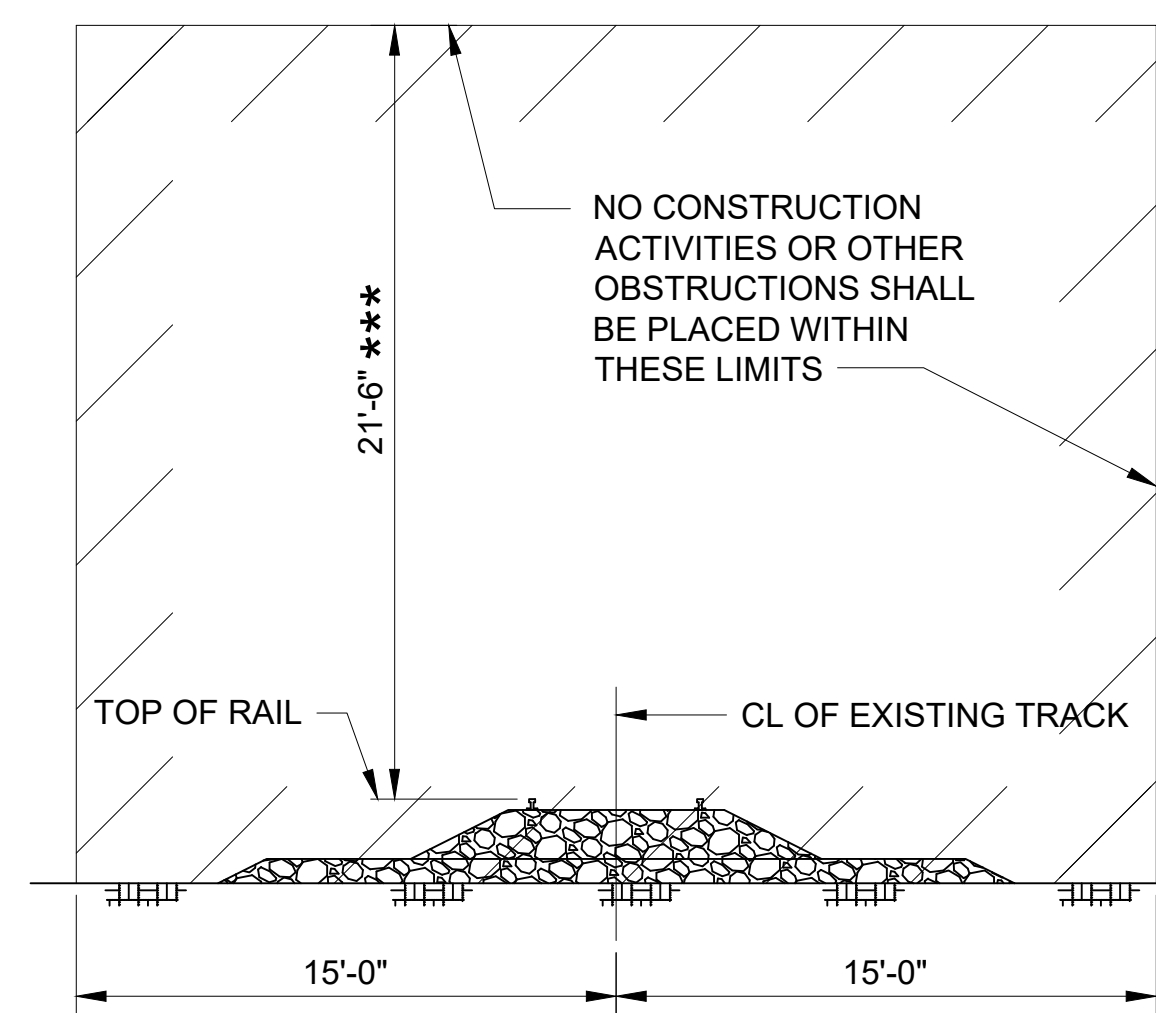 NO CONSTRUCTION
ACTIVITIES OR OTHER
OBSTRUCTIONS SHALL
BE PLACED WITHIN
THESE LIMITS
21'-6" ***
TOP OF RAIL
CL OF EXISTING TRACK
15'-0"
15'-0"